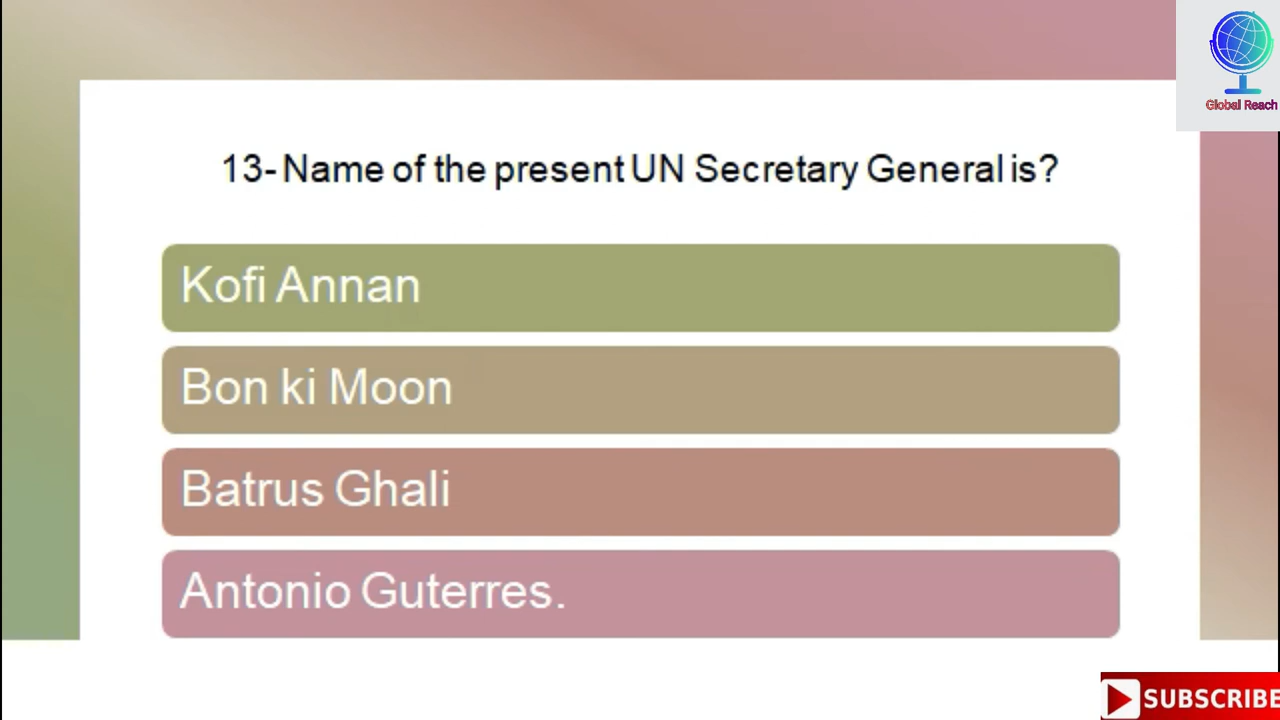 Global Reach
13- Name of the present UN Secretary General is?
Kofi Annan
Bon ki Moon
Batrus Ghali
Antonio Guterres.
SUBSCRIBE